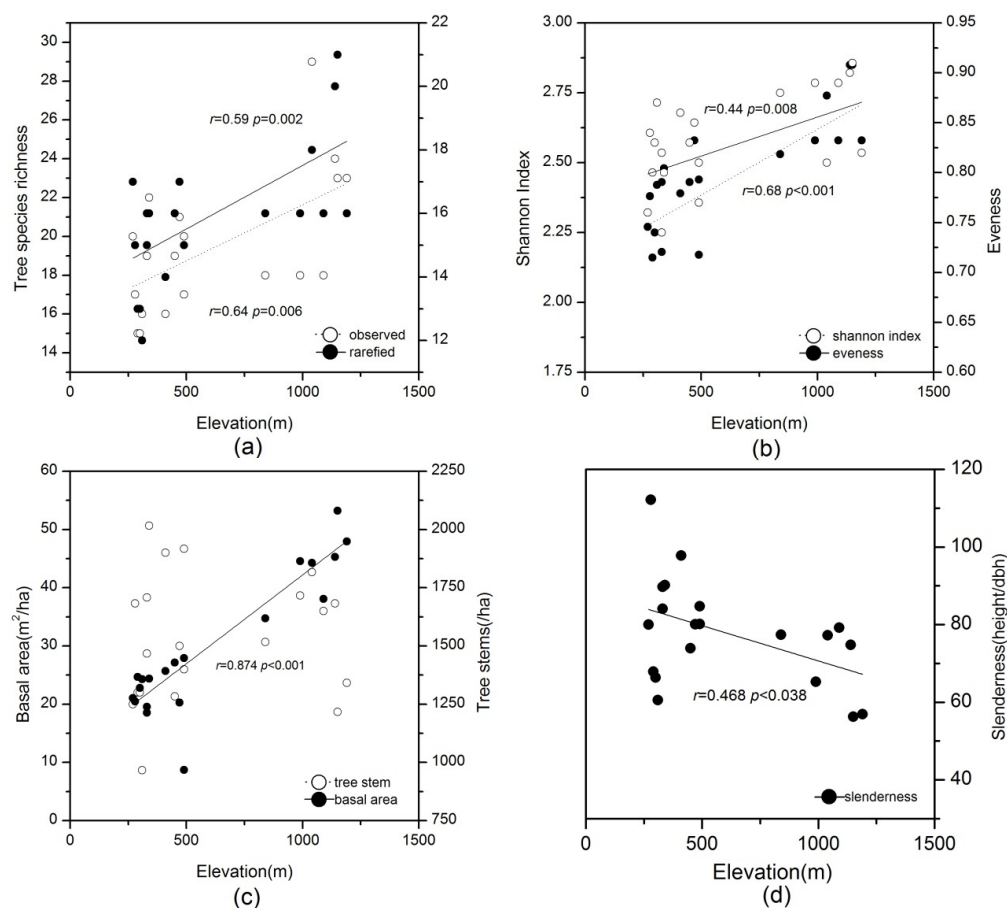 30
28
26
24
22
20
18
16
14
Tree species richness
r=0.59 p=0.002
r=0.64 p=0.006
observed
rarefied
22
20
18
16
14
12
0
500
1000
1500
Elevation(m)
(a)
3.00
2.75
2.50
2.25
2.00
1.75
Shannon Index
r=0.44 p=0.008
r=0.68 p<0.001
shannon index
eveness
0.95
0.90
0.85
0.80
0.75
0.70
0.65
0.60
Eveness
0
500
1000
1500
Elevation(m)
(b)
60
50
40
30
20
10
0
Basal area(m²/ha)
r=0.874 p<0.001
tree stem
basal area
2250
2000
1750
1500
1250
1000
750
Tree stems(/ha)
0
500
1000
1500
Elevation(m)
(c)
r=0.468 p<0.038
slenderness
120
100
80
60
40
Slenderness(height/dbh)
0
500
1000
1500
Elevation(m)
(d)